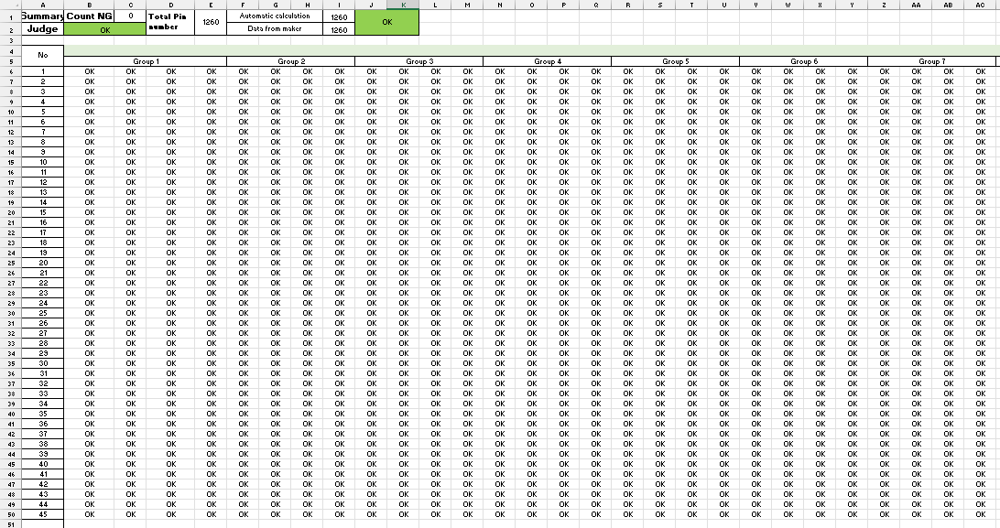 A B C D E F G H I J K L M N O P Q R S T U V W X Y Z AA AB AC
1 Summary Count NG 0 Total Pin number 1260 Automatic calculation 1260 OK
2 Judge OK Data from maker 1260
3
4 No
5 Group 1 Group 2 Group 3 Group 4 Group 5 Group 6 Group 7
6 1 OK OK OK OK OK OK OK OK OK OK OK OK OK OK OK OK OK OK OK OK OK OK OK OK OK OK OK OK
7 2 OK OK OK OK OK OK OK OK OK OK OK OK OK OK OK OK OK OK OK OK OK OK OK OK OK OK OK OK
8 3 OK OK OK OK OK OK OK OK OK OK OK OK OK OK OK OK OK OK OK OK OK OK OK OK OK OK OK OK
9 4 OK OK OK OK OK OK OK OK OK OK OK OK OK OK OK OK OK OK OK OK OK OK OK OK OK OK OK OK
10 5 OK OK OK OK OK OK OK OK OK OK OK OK OK OK OK OK OK OK OK OK OK OK OK OK OK OK OK OK
11 6 OK OK OK OK OK OK OK OK OK OK OK OK OK OK OK OK OK OK OK OK OK OK OK OK OK OK OK OK
12 7 OK OK OK OK OK OK OK OK OK OK OK OK OK OK OK OK OK OK OK OK OK OK OK OK OK OK OK OK
13 8 OK OK OK OK OK OK OK OK OK OK OK OK OK OK OK OK OK OK OK OK OK OK OK OK OK OK OK OK
14 9 OK OK OK OK OK OK OK OK OK OK OK OK OK OK OK OK OK OK OK OK OK OK OK OK OK OK OK OK
15 10 OK OK OK OK OK OK OK OK OK OK OK OK OK OK OK OK OK OK OK OK OK OK OK OK OK OK OK OK
16 11 OK OK OK OK OK OK OK OK OK OK OK OK OK OK OK OK OK OK OK OK OK OK OK OK OK OK OK OK
17 12 OK OK OK OK OK OK OK OK OK OK OK OK OK OK OK OK OK OK OK OK OK OK OK OK OK OK OK OK
18 13 OK OK OK OK OK OK OK OK OK OK OK OK OK OK OK OK OK OK OK OK OK OK OK OK OK OK OK OK
19 14 OK OK OK OK OK OK OK OK OK OK OK OK OK OK OK OK OK OK OK OK OK OK OK OK OK OK OK OK
20 15 OK OK OK OK OK OK OK OK OK OK OK OK OK OK OK OK OK OK OK OK OK OK OK OK OK OK OK OK
21 16 OK OK OK OK OK OK OK OK OK OK OK OK OK OK OK OK OK OK OK OK OK OK OK OK OK OK OK OK
22 17 OK OK OK OK OK OK OK OK OK OK OK OK OK OK OK OK OK OK OK OK OK OK OK OK OK OK OK OK
23 18 OK OK OK OK OK OK OK OK OK OK OK OK OK OK OK OK OK OK OK OK OK OK OK OK OK OK OK OK
24 19 OK OK OK OK OK OK OK OK OK OK OK OK OK OK OK OK OK OK OK OK OK OK OK OK OK OK OK OK
25 20 OK OK OK OK OK OK OK OK OK OK OK OK OK OK OK OK OK OK OK OK OK OK OK OK OK OK OK OK
26 21 OK OK OK OK OK OK OK OK OK OK OK OK OK OK OK OK OK OK OK OK OK OK OK OK OK OK OK OK
27 22 OK OK OK OK OK OK OK OK OK OK OK OK OK OK OK OK OK OK OK OK OK OK OK OK OK OK OK OK
28 23 OK OK OK OK OK OK OK OK OK OK OK OK OK OK OK OK OK OK OK OK OK OK OK OK OK OK OK OK
29 24 OK OK OK OK OK OK OK OK OK OK OK OK OK OK OK OK OK OK OK OK OK OK OK OK OK OK OK OK
30 25 OK OK OK OK OK OK OK OK OK OK OK OK OK OK OK OK OK OK OK OK OK OK OK OK OK OK OK OK
31 26 OK OK OK OK OK OK OK OK OK OK OK OK OK OK OK OK OK OK OK OK OK OK OK OK OK OK OK OK
32 27 OK OK OK OK OK OK OK OK OK OK OK OK OK OK OK OK OK OK OK OK OK OK OK OK OK OK OK OK
33 28 OK OK OK OK OK OK OK OK OK OK OK OK OK OK OK OK OK OK OK OK OK OK OK OK OK OK OK OK
34 29 OK OK OK OK OK OK OK OK OK OK OK OK OK OK OK OK OK OK OK OK OK OK OK OK OK OK OK OK
35 30 OK OK OK OK OK OK OK OK OK OK OK OK OK OK OK OK OK OK OK OK OK OK OK OK OK OK OK OK
36 31 OK OK OK OK OK OK OK OK OK OK OK OK OK OK OK OK OK OK OK OK OK OK OK OK OK OK OK OK
37 32 OK OK OK OK OK OK OK OK OK OK OK OK OK OK OK OK OK OK OK OK OK OK OK OK OK OK OK OK
38 33 OK OK OK OK OK OK OK OK OK OK OK OK OK OK OK OK OK OK OK OK OK OK OK OK OK OK OK OK
39 34 OK OK OK OK OK OK OK OK OK OK OK OK OK OK OK OK OK OK OK OK OK OK OK OK OK OK OK OK
40 35 OK OK OK OK OK OK OK OK OK OK OK OK OK OK OK OK OK OK OK OK OK OK OK OK OK OK OK OK
41 36 OK OK OK OK OK OK OK OK OK OK OK OK OK OK OK OK OK OK OK OK OK OK OK OK OK OK OK OK
42 37 OK OK OK OK OK OK OK OK OK OK OK OK OK OK OK OK OK OK OK OK OK OK OK OK OK OK OK OK
43 38 OK OK OK OK OK OK OK OK OK OK OK OK OK OK OK OK OK OK OK OK OK OK OK OK OK OK OK OK
44 39 OK OK OK OK OK OK OK OK OK OK OK OK OK OK OK OK OK OK OK OK OK OK OK OK OK OK OK OK
45 40 OK OK OK OK OK OK OK OK OK OK OK OK OK OK OK OK OK OK OK OK OK OK OK OK OK OK OK OK
46 41 OK OK OK OK OK OK OK OK OK OK OK OK OK OK OK OK OK OK OK OK OK OK OK OK OK OK OK OK
47 42 OK OK OK OK OK OK OK OK OK OK OK OK OK OK OK OK OK OK OK OK OK OK OK OK OK OK OK OK
48 43 OK OK OK OK OK OK OK OK OK OK OK OK OK OK OK OK OK OK OK OK OK OK OK OK OK OK OK OK
49 44 OK OK OK OK OK OK OK OK OK OK OK OK OK OK OK OK OK OK OK OK OK OK OK OK OK OK OK OK
50 45 OK OK OK OK OK OK OK OK OK OK OK OK OK OK OK OK OK OK OK OK OK OK OK OK OK OK OK OK
51